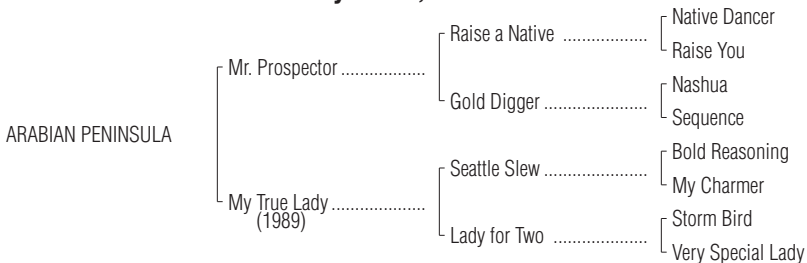 Native Dancer
Raise a Native ..................
Raise You
Mr. Prospector ..................
Nashua
Gold Digger ......................
Sequence
ARABIAN PENINSULA
Bold Reasoning
Seattle Slew ......................
My Charmer
My True Lady ....................
(1989)
Storm Bird
Lady for Two ....................
Very Special Lady